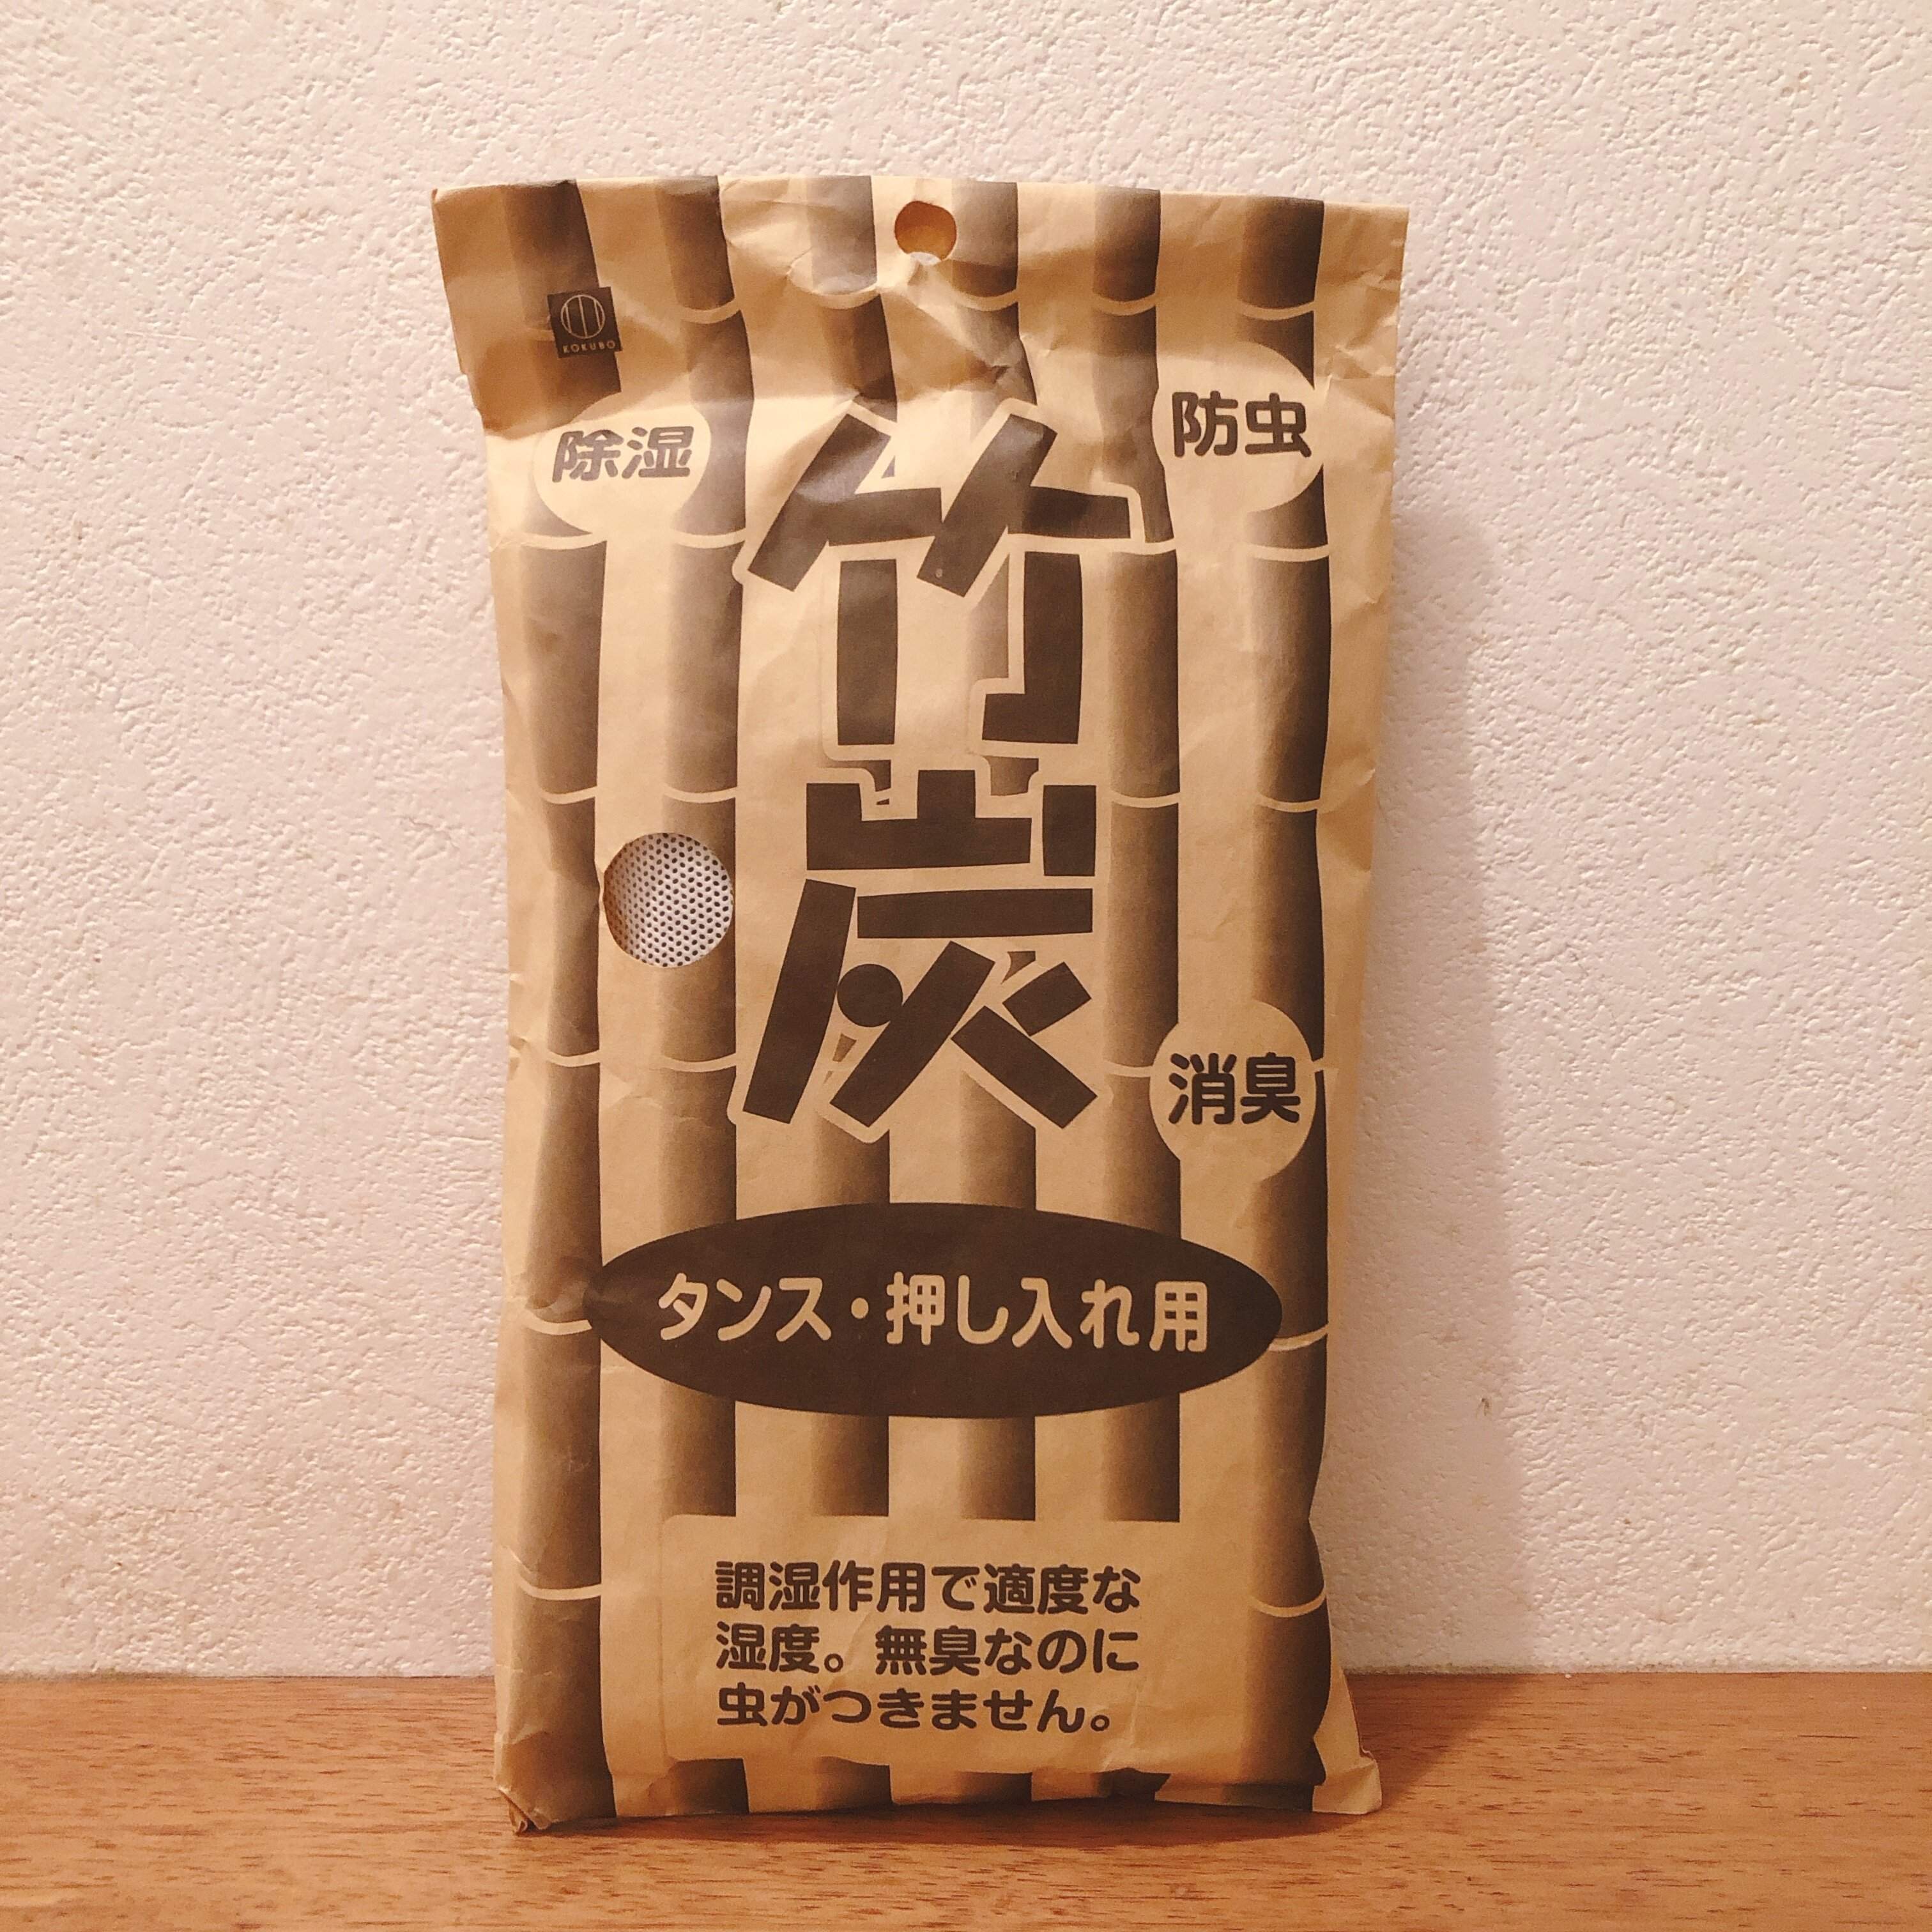 KOKUBO
除湿
防虫
竹炭
消臭
タンス・押し入れ用
調湿作用で適度な
湿度。無臭なのに
虫がつきません。